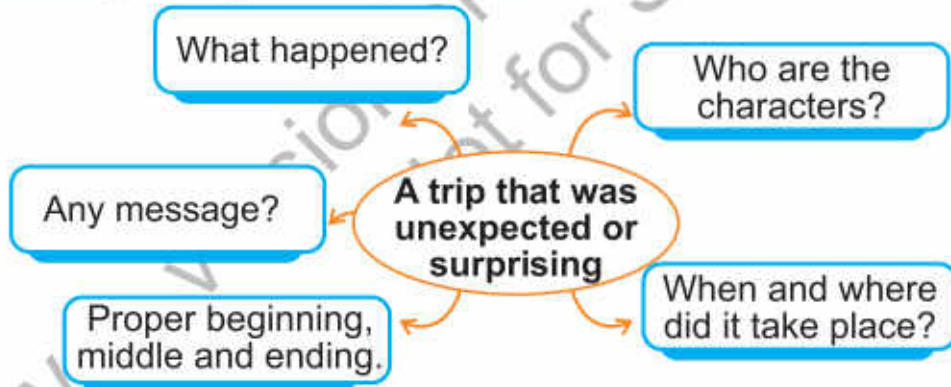 What happened?
Who are the
characters?
A trip that was
unexpected or
surprising
Any message?
When and where
did it take place?
Proper beginning,
middle and ending.